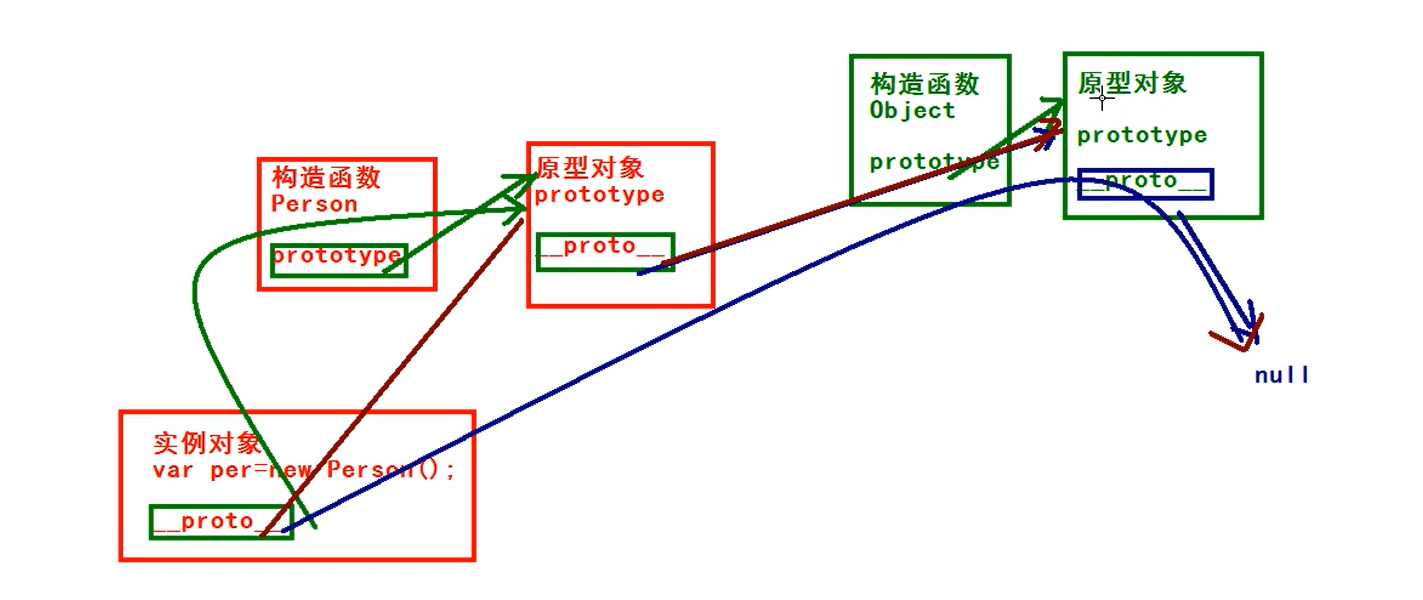 构造函数
Person
prototype
原型对象
prototype
__proto__
构造函数
Object
prototype
原型对象
prototype
__proto__
null
实例对象
var per=new Person();
__proto__